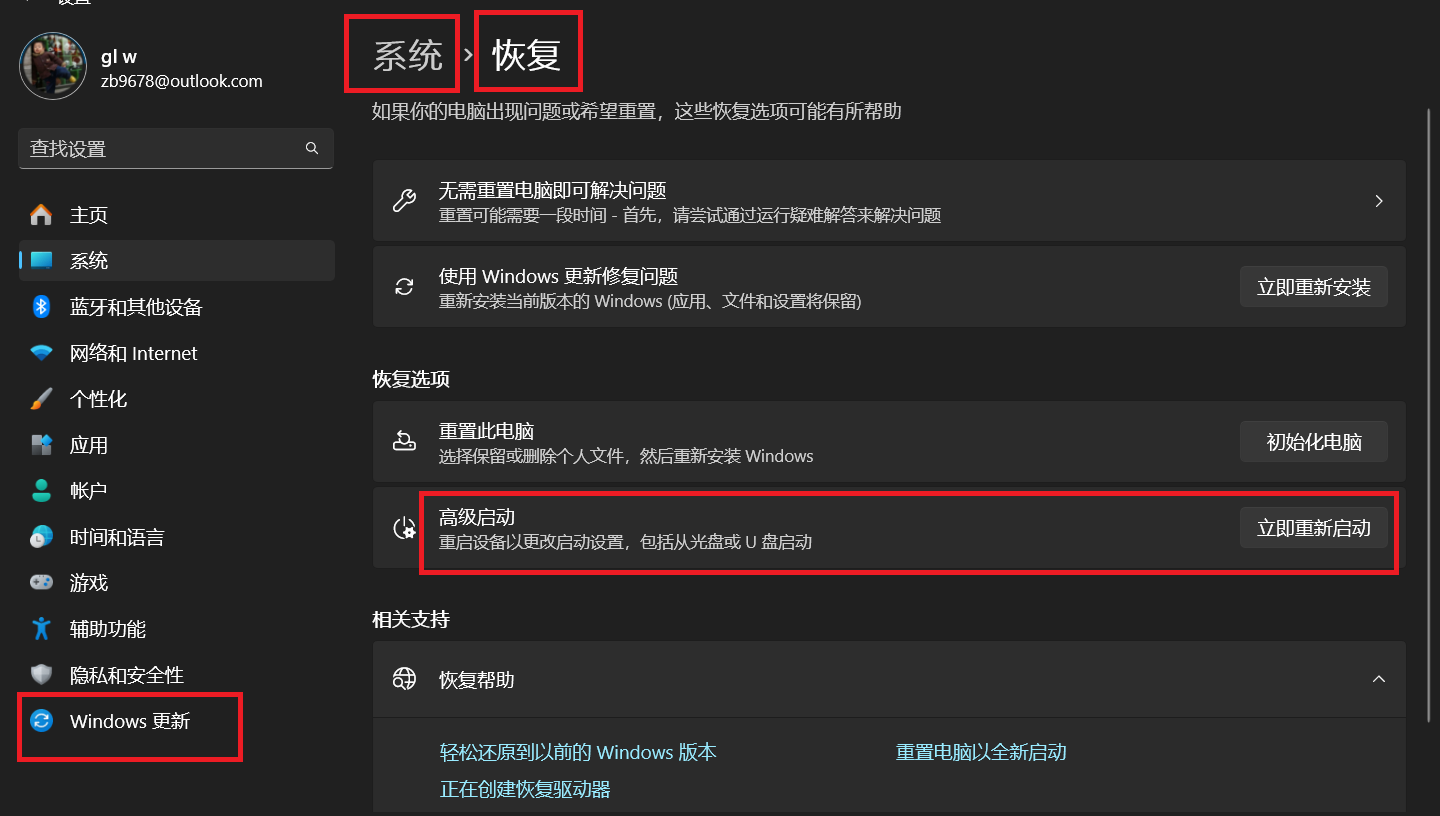 设置
gl w
zb9678@outlook.com
查找设置
主页
系统
蓝牙和其他设备
网络和 Internet
个性化
应用
帐户
时间和语言
游戏
辅助功能
隐私和安全性
Windows 更新
系统 › 恢复
如果你的电脑出现问题或希望重置，这些恢复选项可能有所帮助
无需重置电脑即可解决问题
重置可能需要一段时间 - 首先，请尝试通过运行疑难解答来解决问题
使用 Windows 更新修复问题
重新安装当前版本的 Windows (应用、文件和设置将保留)
立即重新安装
恢复选项
重置此电脑
选择保留或删除个人文件，然后重新安装 Windows
初始化电脑
高级启动
重启设备以更改启动设置，包括从光盘或 U 盘启动
立即重新启动
相关支持
恢复帮助
轻松还原到以前的 Windows 版本
重置电脑以全新启动
正在创建恢复驱动器